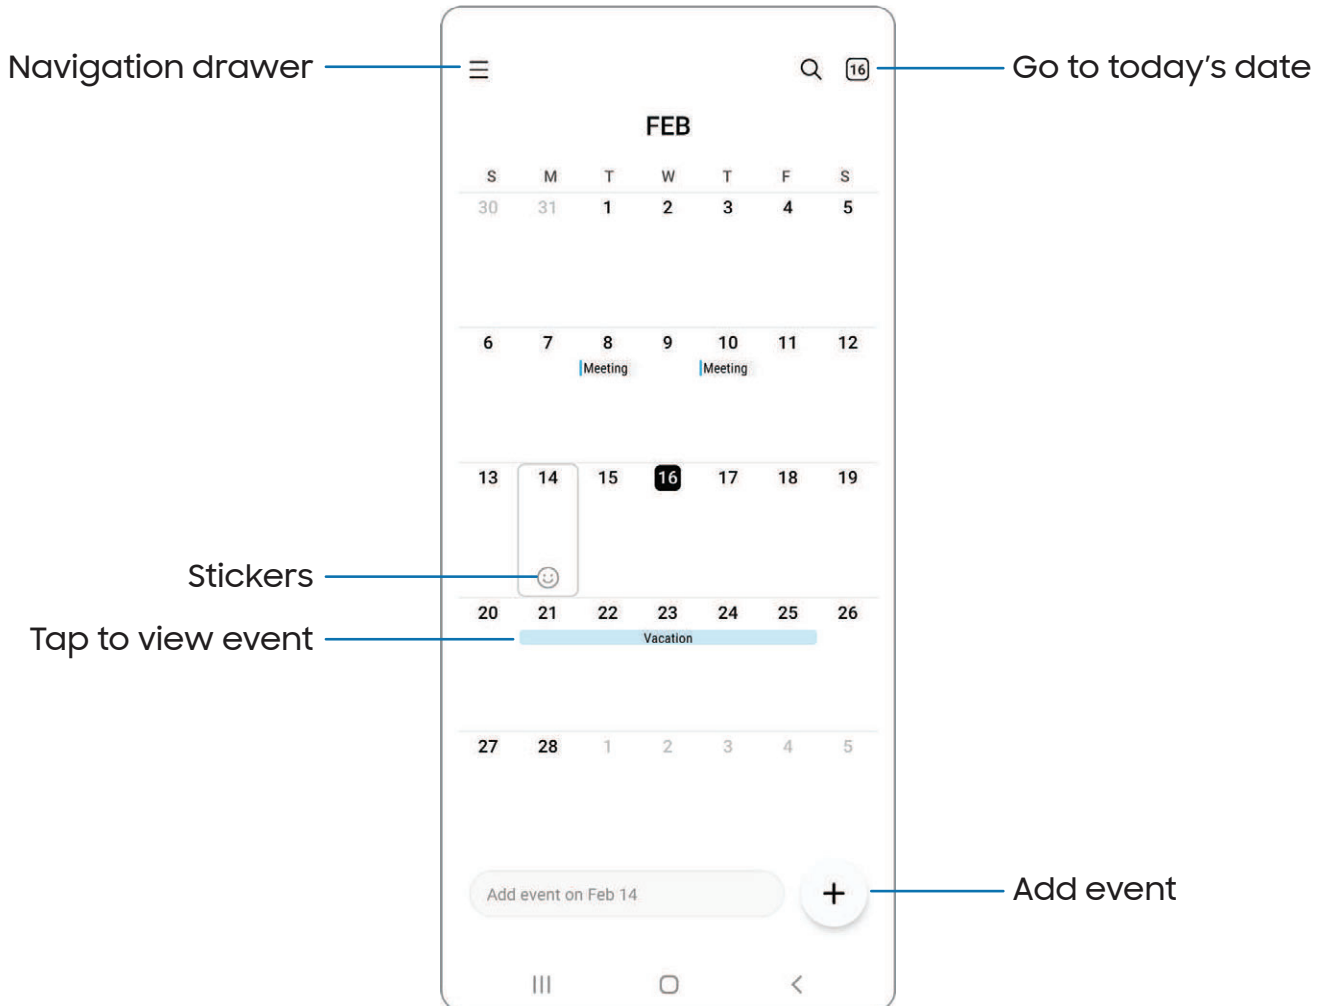 Navigation drawer
16
Go to today's date
FEB
S M T W T F S
30 31 1 2 3 4 5
6 7 8 9 10 11 12
Meeting Meeting
13 14 15 16 17 18 19
Stickers
20 21 22 23 24 25 26
Tap to view event
Vacation
27 28 1 2 3 4 5
Add event on Feb 14
+
Add event